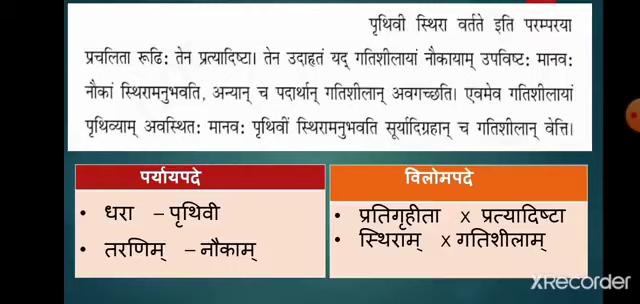 पृथिवी स्थिरा वर्तते इति परम्परया
प्रचलिता रूढि: तेन प्रत्यादिष्टा। तेन उदाहृतं यद् गतिशीलायां नौकायाम् उपविष्ट: मानव:
नौकां स्थिरामनुभवति, अन्यान् च पदार्थान् गतिशीलान् अवगच्छति। एवमेव गतिशीलायां
पृथिव्याम् अवस्थित: मानव: पृथिवीं स्थिरामनुभवति सूर्यादिग्रहान् च गतिशीलान् वेत्ति।
पर्यायपदे
• धरा – पृथिवी
• तरणिम् – नौकाम्
विलोमपदे
• प्रतिगृहीता x प्रत्यादिष्टा
• स्थिराम् x गतिशीलाम्
XRecorder